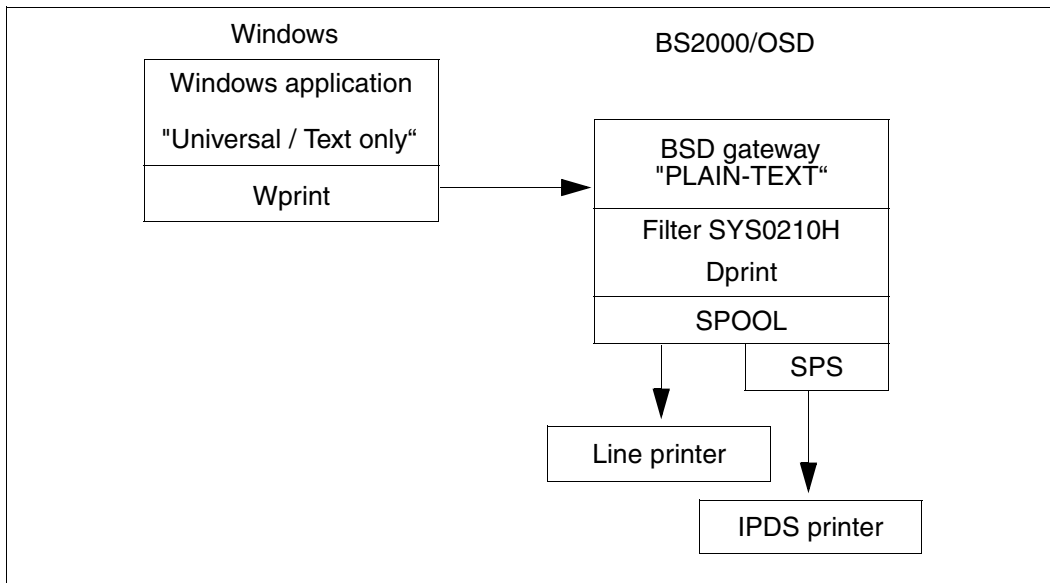 Windows
BS2000/OSD
Windows application
"Universal / Text only“
Wprint
BSD gateway
"PLAIN-TEXT“
Filter SYS0210H
Dprint
SPOOL
SPS
Line printer
IPDS printer